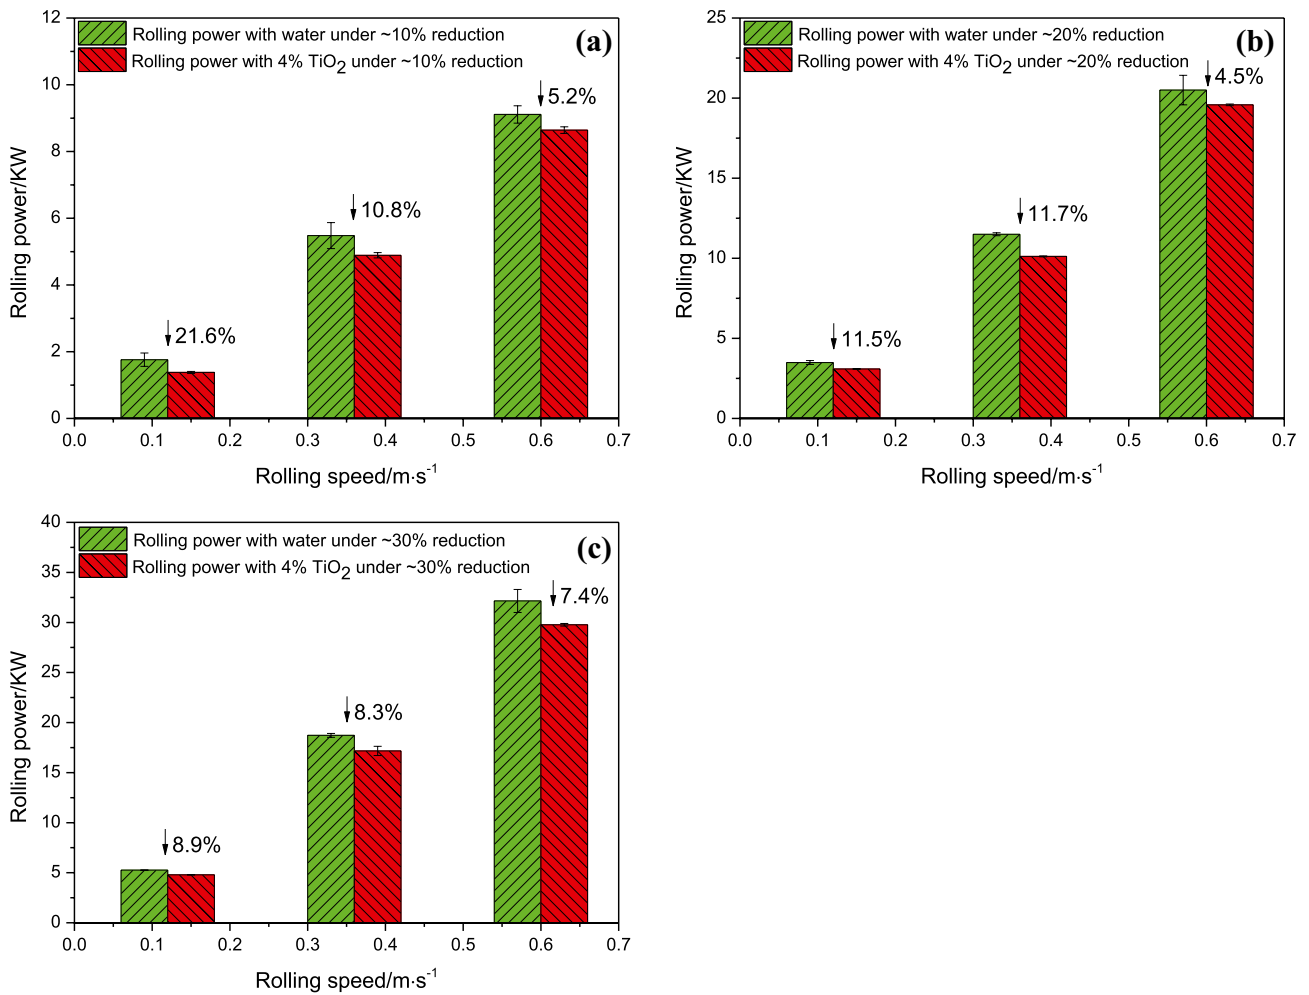 Rolling power with water under ~10% reduction
Rolling power with 4% TiO2 under ~10% reduction
(a)
12
10
8
6
4
2
0
Rolling power/KW
21.6%
10.8%
5.2%
0.0 0.1 0.2 0.3 0.4 0.5 0.6 0.7
Rolling speed/m·s-1
Rolling power with water under ~20% reduction
Rolling power with 4% TiO2 under ~20% reduction
(b)
25
20
15
10
5
0
Rolling power/KW
11.5%
11.7%
4.5%
0.0 0.1 0.2 0.3 0.4 0.5 0.6 0.7
Rolling speed/m·s-1
Rolling power with water under ~30% reduction
Rolling power with 4% TiO2 under ~30% reduction
(c)
40
35
30
25
20
15
10
5
0
Rolling power/KW
8.9%
8.3%
7.4%
0.0 0.1 0.2 0.3 0.4 0.5 0.6 0.7
Rolling speed/m·s-1